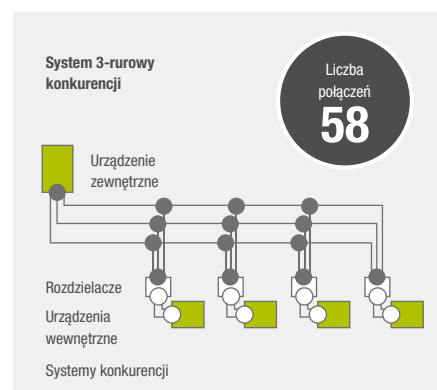 System 3-rurowy
konkurencji
Liczba
połączeń
58
Urządzenie
zewnętrzne
Rozdzielacze
Urządzenia
wewnętrzne
Systemy konkurencji